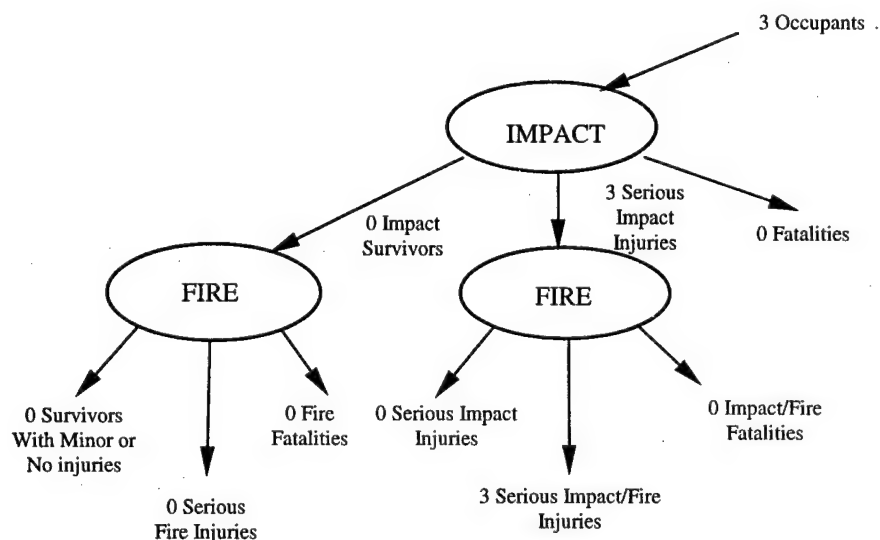 3 Occupants
IMPACT
0 Impact
Survivors
3 Serious
Impact
Injuries
0 Fatalities
FIRE
FIRE
0 Survivors
With Minor or
No injuries
0 Serious
Fire Injuries
0 Fire
Fatalities
0 Serious Impact
Injuries
3 Serious Impact/Fire
Injuries
0 Impact/Fire
Fatalities